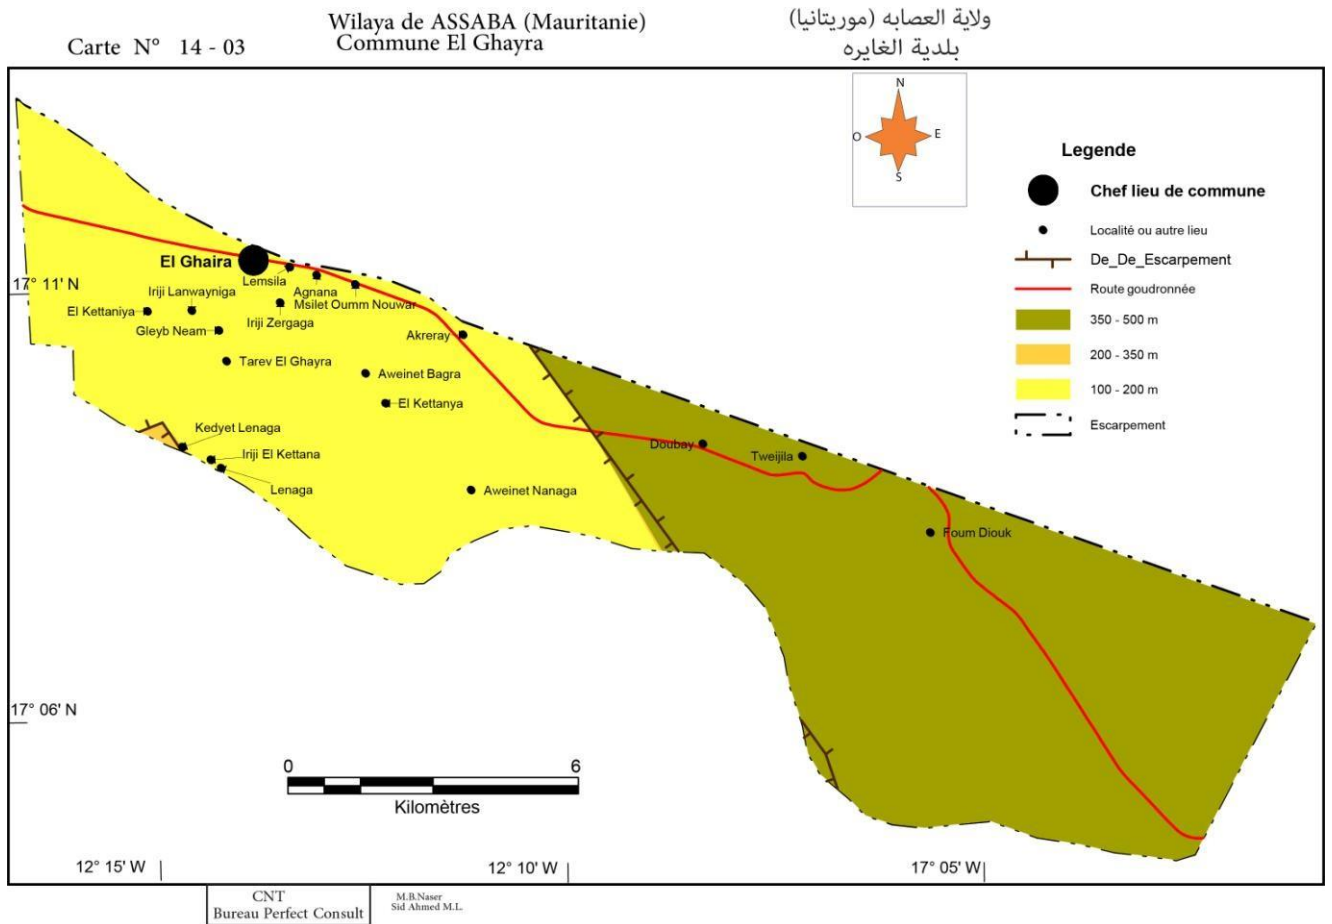 Carte N° 14 - 03
Wilaya de ASSABA (Mauritanie)
Commune El Ghayra
ولاية العصابه (موريتانيا)
بلدية الغايره
N
O
E
S
Legende
Chef lieu de commune
Localité ou autre lieu
De_De_Escarpement
Route goudronnée
350 - 500 m
200 - 350 m
100 - 200 m
Escarpement
El Ghaira
Lemsila
17° 11' N
Iriji Lanwayniga
Agnana
Msilet Oumm Nouwar
El Kettaniya
Iriji Zergaga
Gleyb Neam
Akreray
Tarev El Ghayra
Aweinet Bagra
El Kettanya
Kedyet Lenaga
Doubay
Iriji El Kettana
Tweijila
Lenaga
Aweinet Nanaga
Foum Diouk
17° 06' N
0
6
Kilomètres
12° 15' W
12° 10' W
17° 05' W
CNT
Bureau Perfect Consult
M.B.Naser
Sid Ahmed M.L.